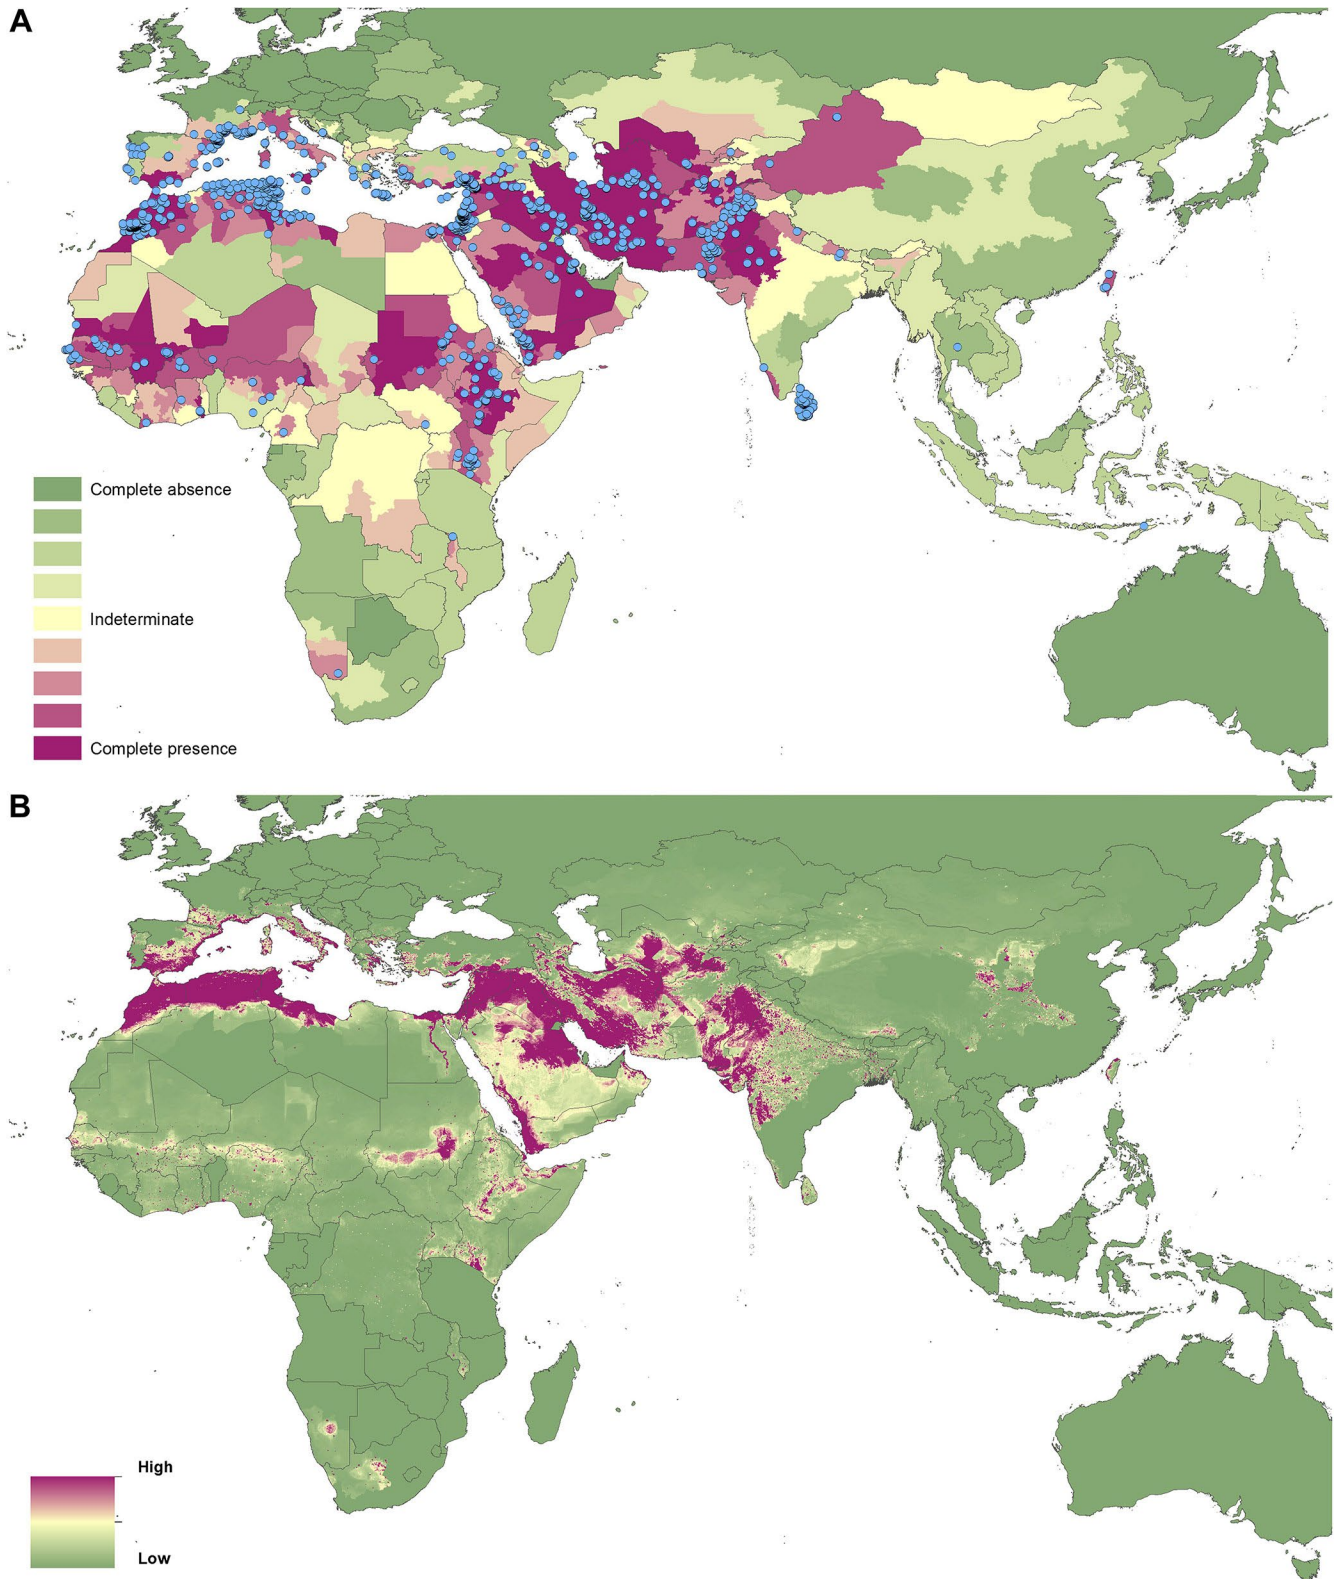 A
Complete absence
Indeterminate
Complete presence
B
High
Low